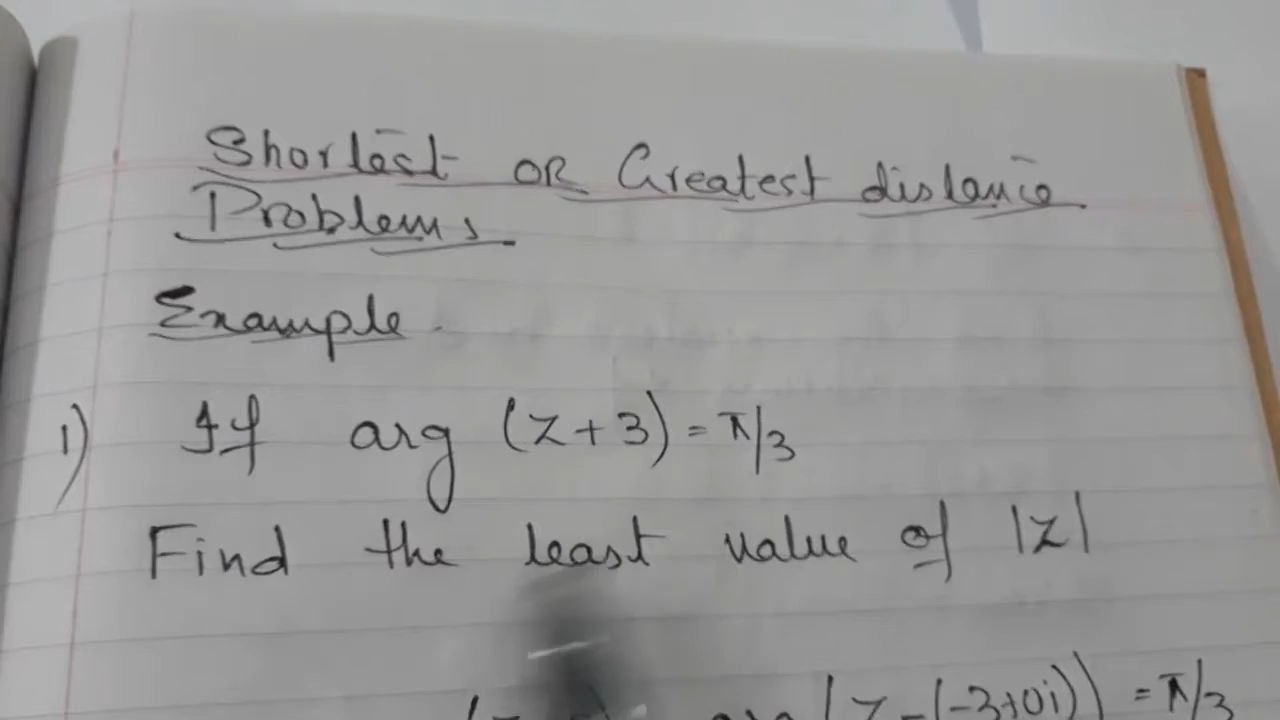 Shortest OR Greatest distance
Problems
Example.
1) If arg (z+3) = π/3
Find the least value of |z|
(z-(-3+0i)) = π/3